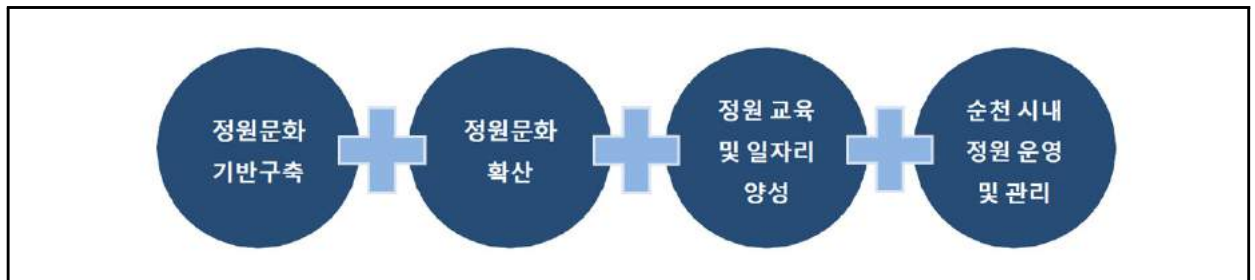 정원문화
기반구축
정원문화
확산
정원 교육
및 일자리
양성
순천 시내
정원 운영
및 관리